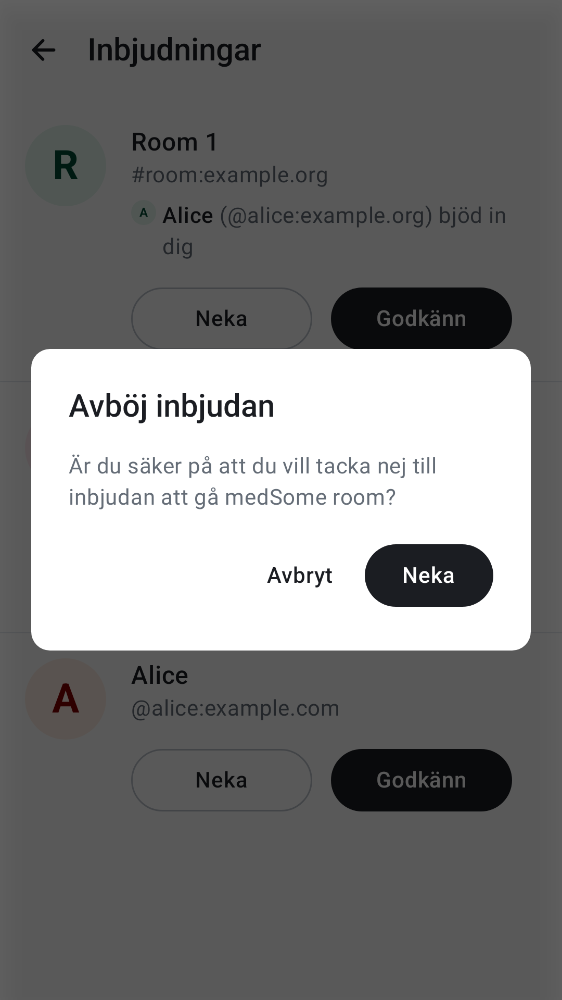 Inbjudningar
R
Room 1
#room:example.org
A Alice (@alice:example.org) bjöd in
dig
Neka Godkänn
Avböj inbjudan
Är du säker på att du vill tacka nej till
inbjudan att gå medSome room?
Avbryt Neka
A
Alice
@alice:example.com
Neka Godkänn